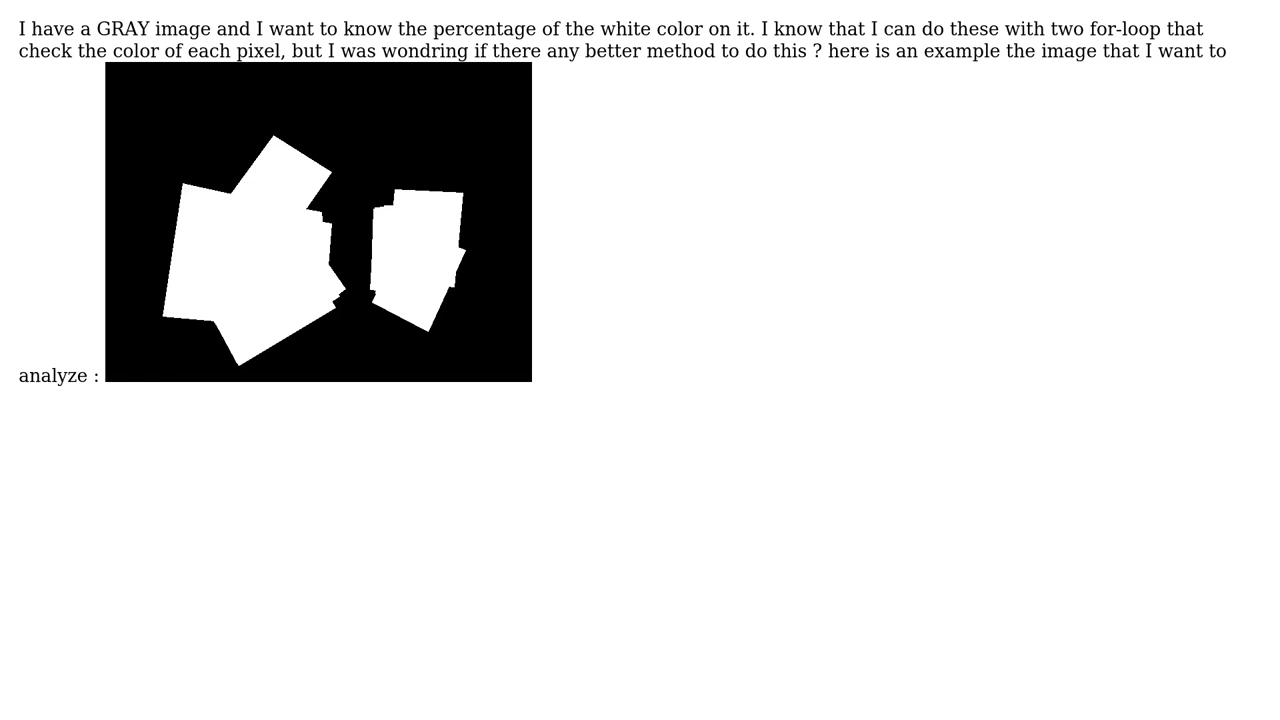 I have a GRAY image and I want to know the percentage of the white color on it. I know that I can do these with two for-loop that
check the color of each pixel, but I was wondring if there any better method to do this ? here is an example the image that I want to
analyze :